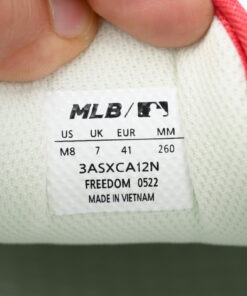 MLB/
US UK EUR MM
M8 7 41 260
3ASXCA12N
FREEDOM 0522
MADE IN VIETNAM